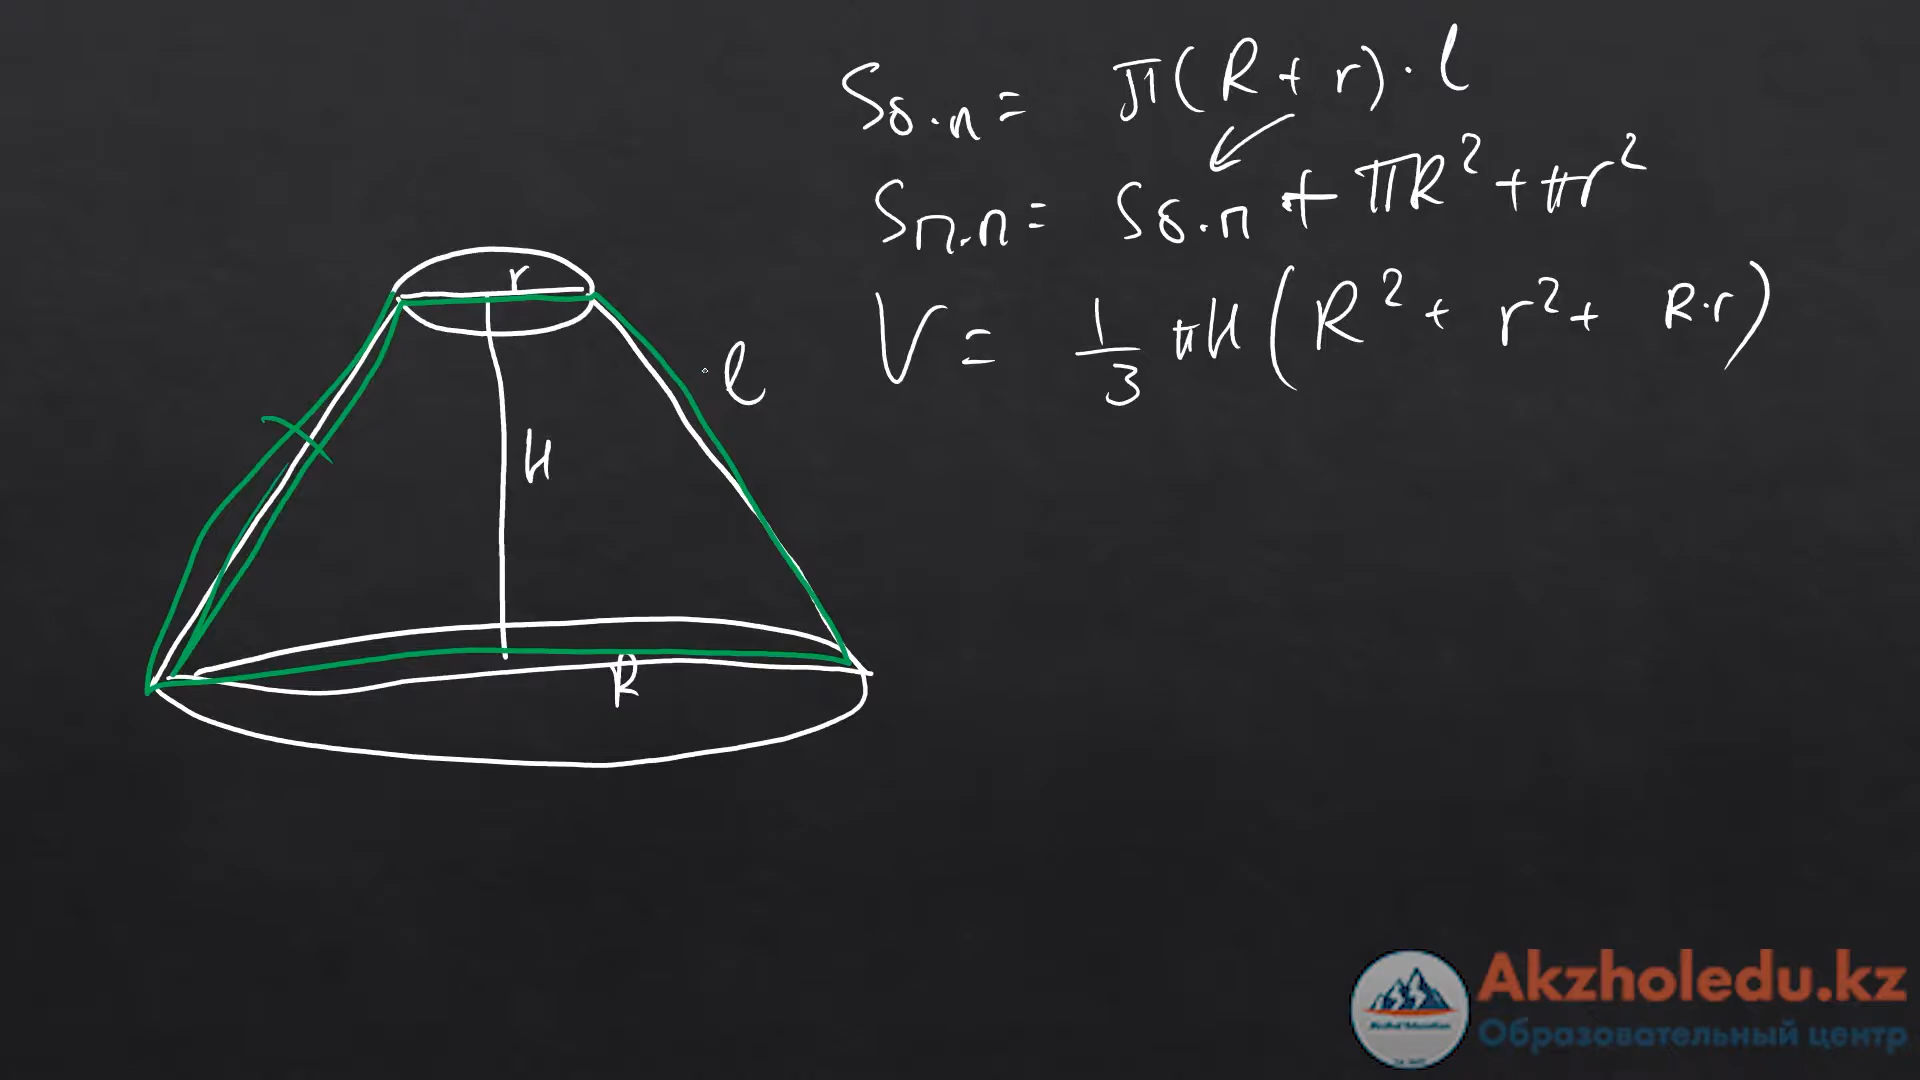 Sб.п = π(R + r) · l
Sп.п = Sб.п + πR² + πr²
V = 1/3 πH (R² + r² + R·r)
r
l
H
R
Akzholedu.kz
Образовательный центр